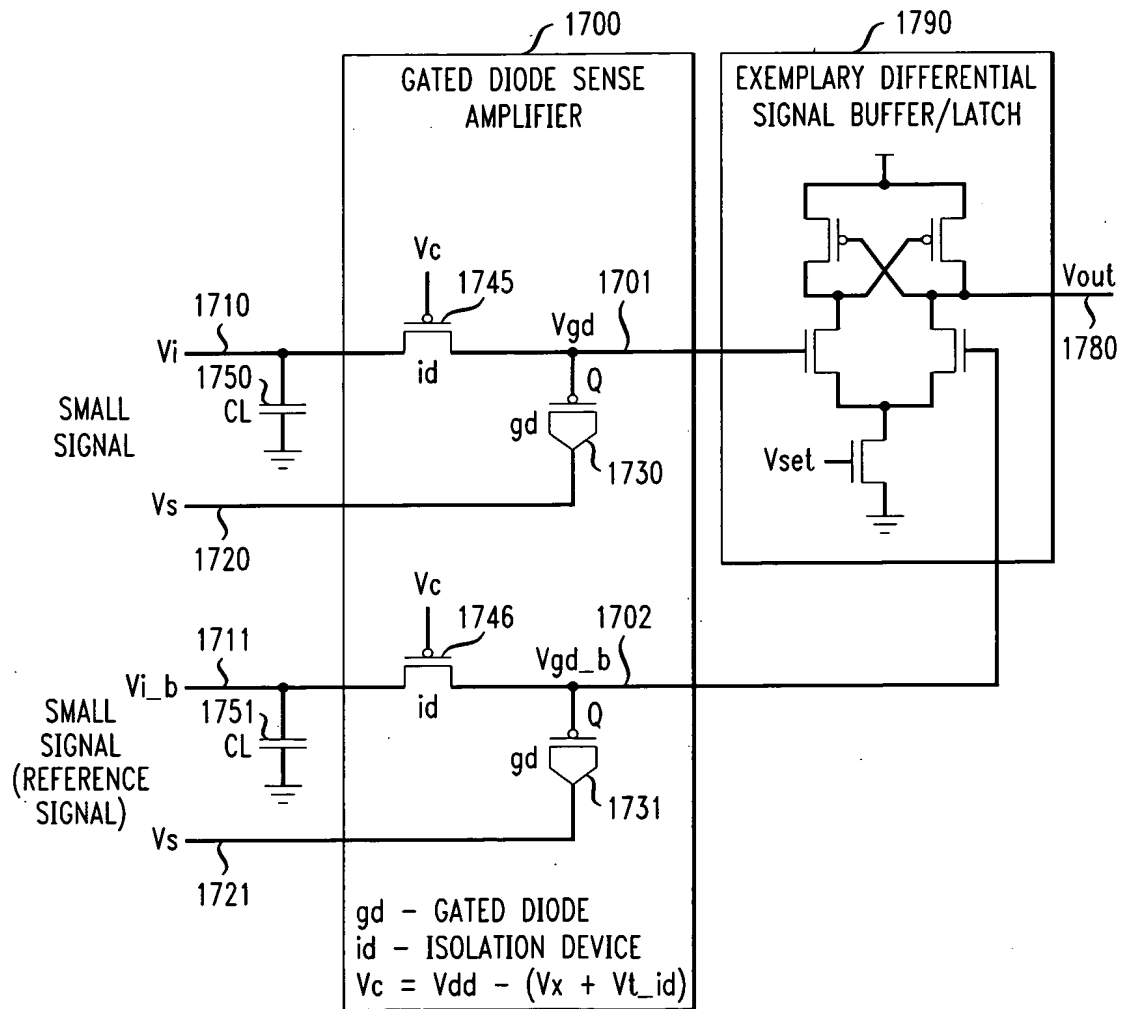 1700
1790
GATED DIODE SENSE
AMPLIFIER
EXEMPLARY DIFFERENTIAL
SIGNAL BUFFER/LATCH
Vc
1745
1701
1710
Vi
Vgd
Vout
1780
id
1750
CL
Q
gd
1730
SMALL
SIGNAL
Vset
Vs
1720
Vc
1746
1702
1711
Vi_b
Vgd_b
id
1751
CL
Q
gd
1731
SMALL
SIGNAL
(REFERENCE
SIGNAL)
Vs
1721
gd - GATED DIODE
id - ISOLATION DEVICE
Vc = Vdd - (Vx + Vt_id)